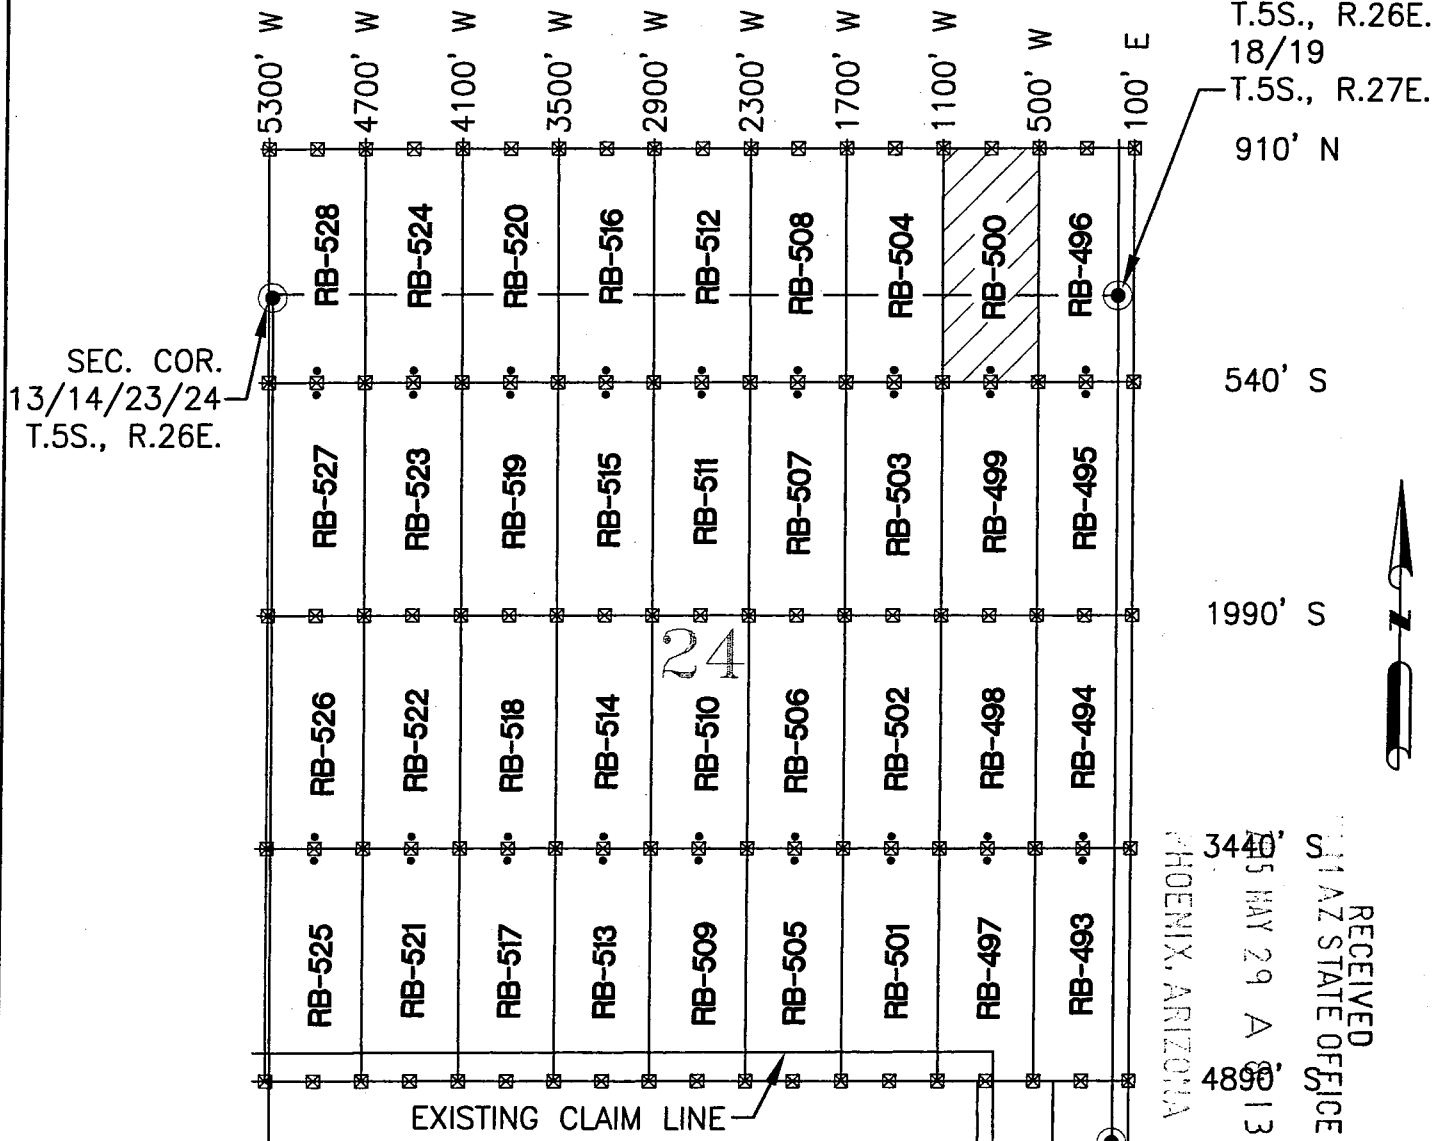 5300' W
4700' W
4100' W
3500' W
2900' W
2300' W
1700' W
1100' W
500' W
100' E
T.5S., R.26E.
18/19
T.5S., R.27E.
910' N
RB-528
RB-524
RB-520
RB-516
RB-512
RB-508
RB-504
RB-500
RB-496
SEC. COR.
13/14/23/24
T.5S., R.26E.
540' S
RB-527
RB-523
RB-519
RB-515
RB-511
RB-507
RB-503
RB-499
RB-495
1990' S
N
24
RB-526
RB-522
RB-518
RB-514
RB-510
RB-506
RB-502
RB-498
RB-494
3440' S
RB-525
RB-521
RB-517
RB-513
RB-509
RB-505
RB-501
RB-497
RB-493
4890' S
EXISTING CLAIM LINE
RECEIVED
AZ STATE OFFICE
MAY 29 A 8 13
PHOENIX, ARIZONA